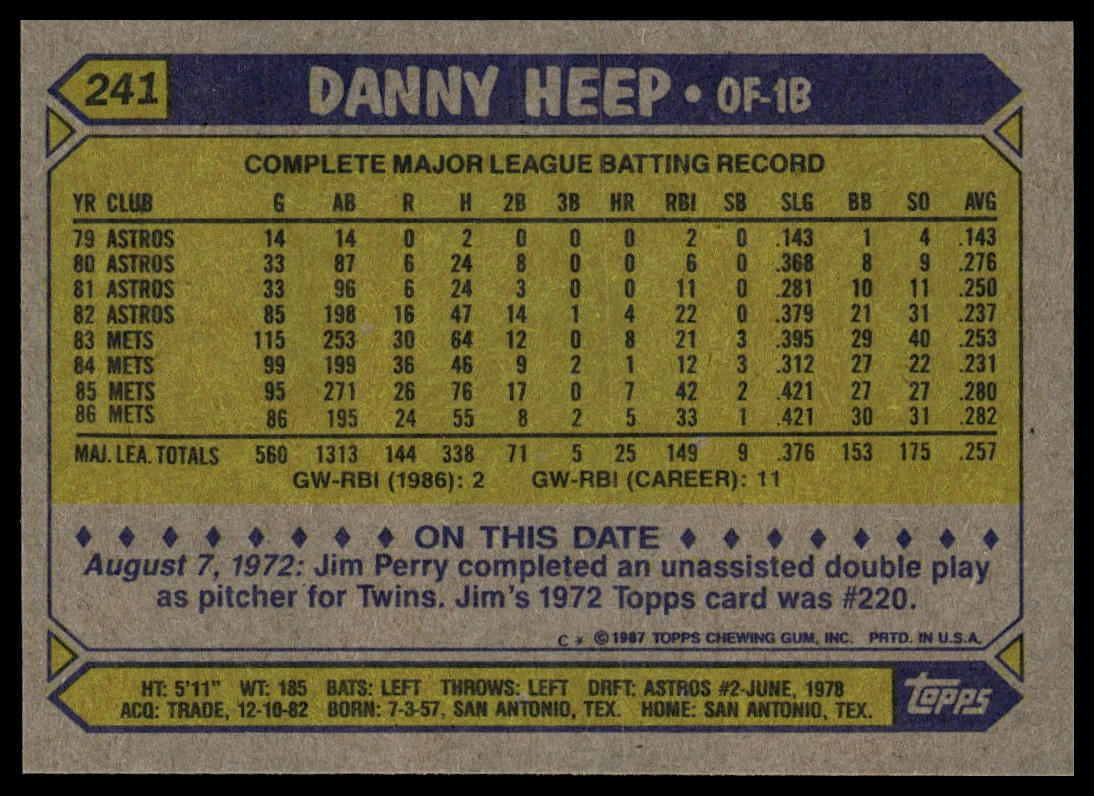 241 DANNY HEEP • OF-1B
COMPLETE MAJOR LEAGUE BATTING RECORD
YR CLUB G AB R H 2B 3B HR RBI SB SLG BB SO AVG
79 ASTROS 14 14 0 2 0 0 0 2 0 .143 1 4 .143
80 ASTROS 33 87 6 24 8 0 0 6 0 .368 8 9 .276
81 ASTROS 33 96 6 24 3 0 0 11 0 .281 10 11 .250
82 ASTROS 85 198 16 47 14 1 4 22 0 .379 21 31 .237
83 METS 115 253 30 64 12 0 8 21 3 .395 29 40 .253
84 METS 99 199 36 46 9 2 1 12 3 .312 27 22 .231
85 METS 95 271 26 76 17 0 7 42 2 .421 27 27 .280
86 METS 86 195 24 55 8 2 5 33 1 .421 30 31 .282
MAJ. LEA. TOTALS 560 1313 144 338 71 5 25 149 9 .376 153 175 .257
GW-RBI (1986): 2 GW-RBI (CAREER): 11
♦ ♦ ♦ ♦ ♦ ♦ ♦ ♦ ON THIS DATE ♦ ♦ ♦ ♦ ♦ ♦ ♦ ♦
August 7, 1972: Jim Perry completed an unassisted double play
as pitcher for Twins. Jim's 1972 Topps card was #220.
C * ©1987 TOPPS CHEWING GUM, INC. PRTD. IN U.S.A.
HT: 5'11" WT: 185 BATS: LEFT THROWS: LEFT DRFT: ASTROS #2-JUNE, 1978
ACQ: TRADE, 12-10-82 BORN: 7-3-57, SAN ANTONIO, TEX. HOME: SAN ANTONIO, TEX.
topps